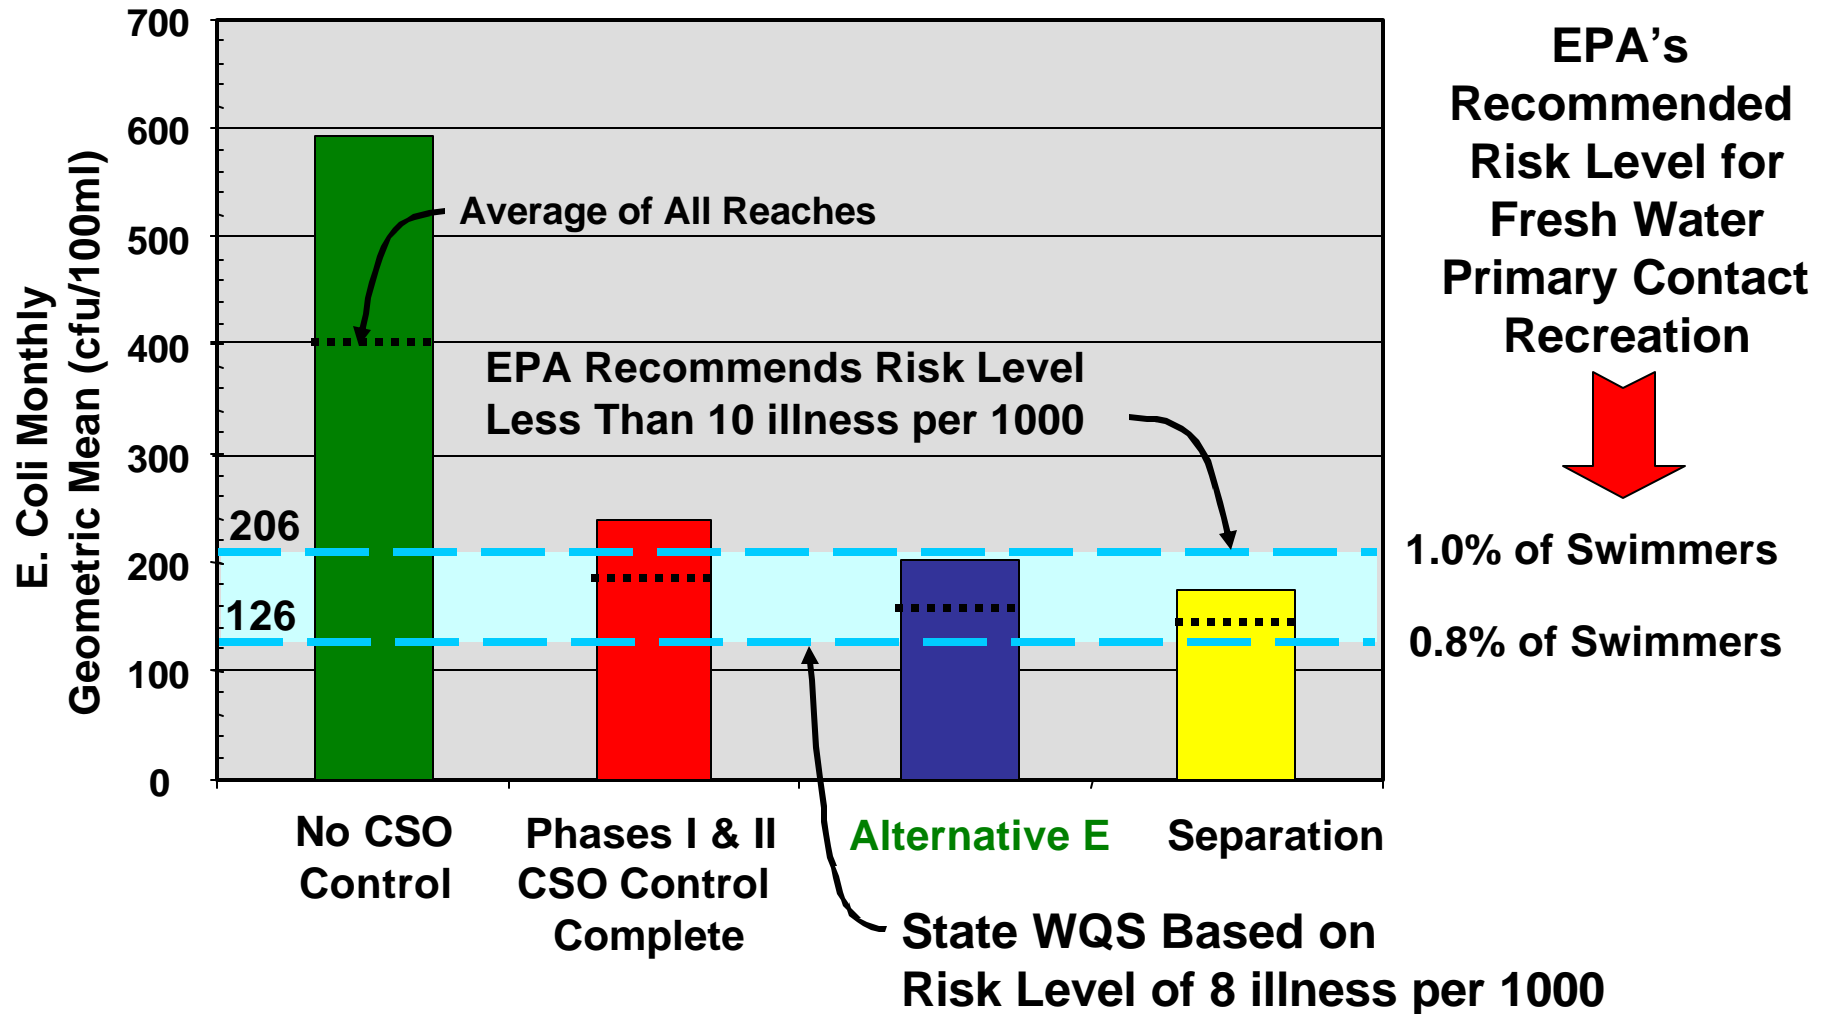 700
600
500
400
300
200
100
0
E. Coli Monthly
Geometric Mean (cfu/100ml)
Average of All Reaches
EPA Recommends Risk Level
Less Than 10 illness per 1000
206
126
No CSO
Control
Phases I & II
CSO Control
Complete
Alternative E
Separation
State WQS Based on
Risk Level of 8 illness per 1000
EPA’s
Recommended
Risk Level for
Fresh Water
Primary Contact
Recreation
1.0% of Swimmers
0.8% of Swimmers